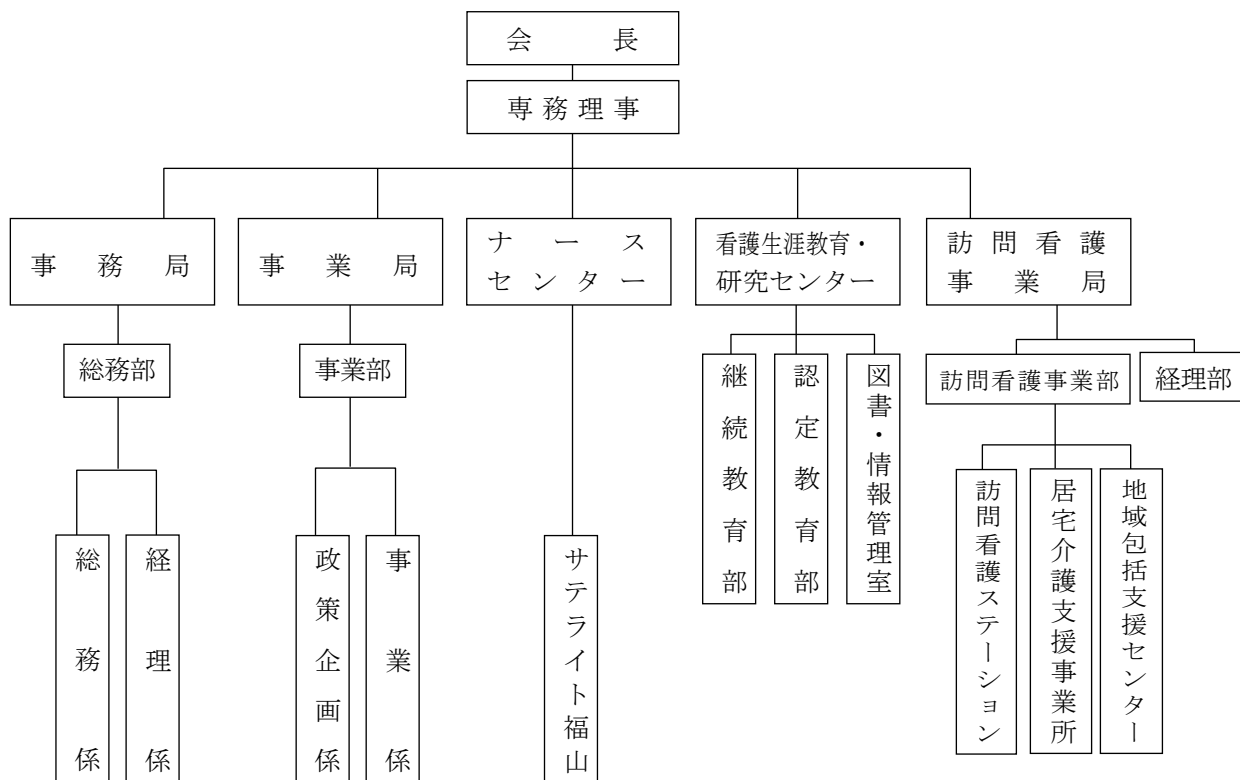 会長
専務理事
事務局
事業局
ナース
センター
看護生涯教育・
研究センター
訪問看護
事業局
総務部
事業部
継続教育部
認定教育部
図書・情報管理室
訪問看護事業部
経理部
総務係
経理係
政策企画係
事業係
サテライト福山
訪問看護ステーション
居宅介護支援事業所
地域包括支援センター